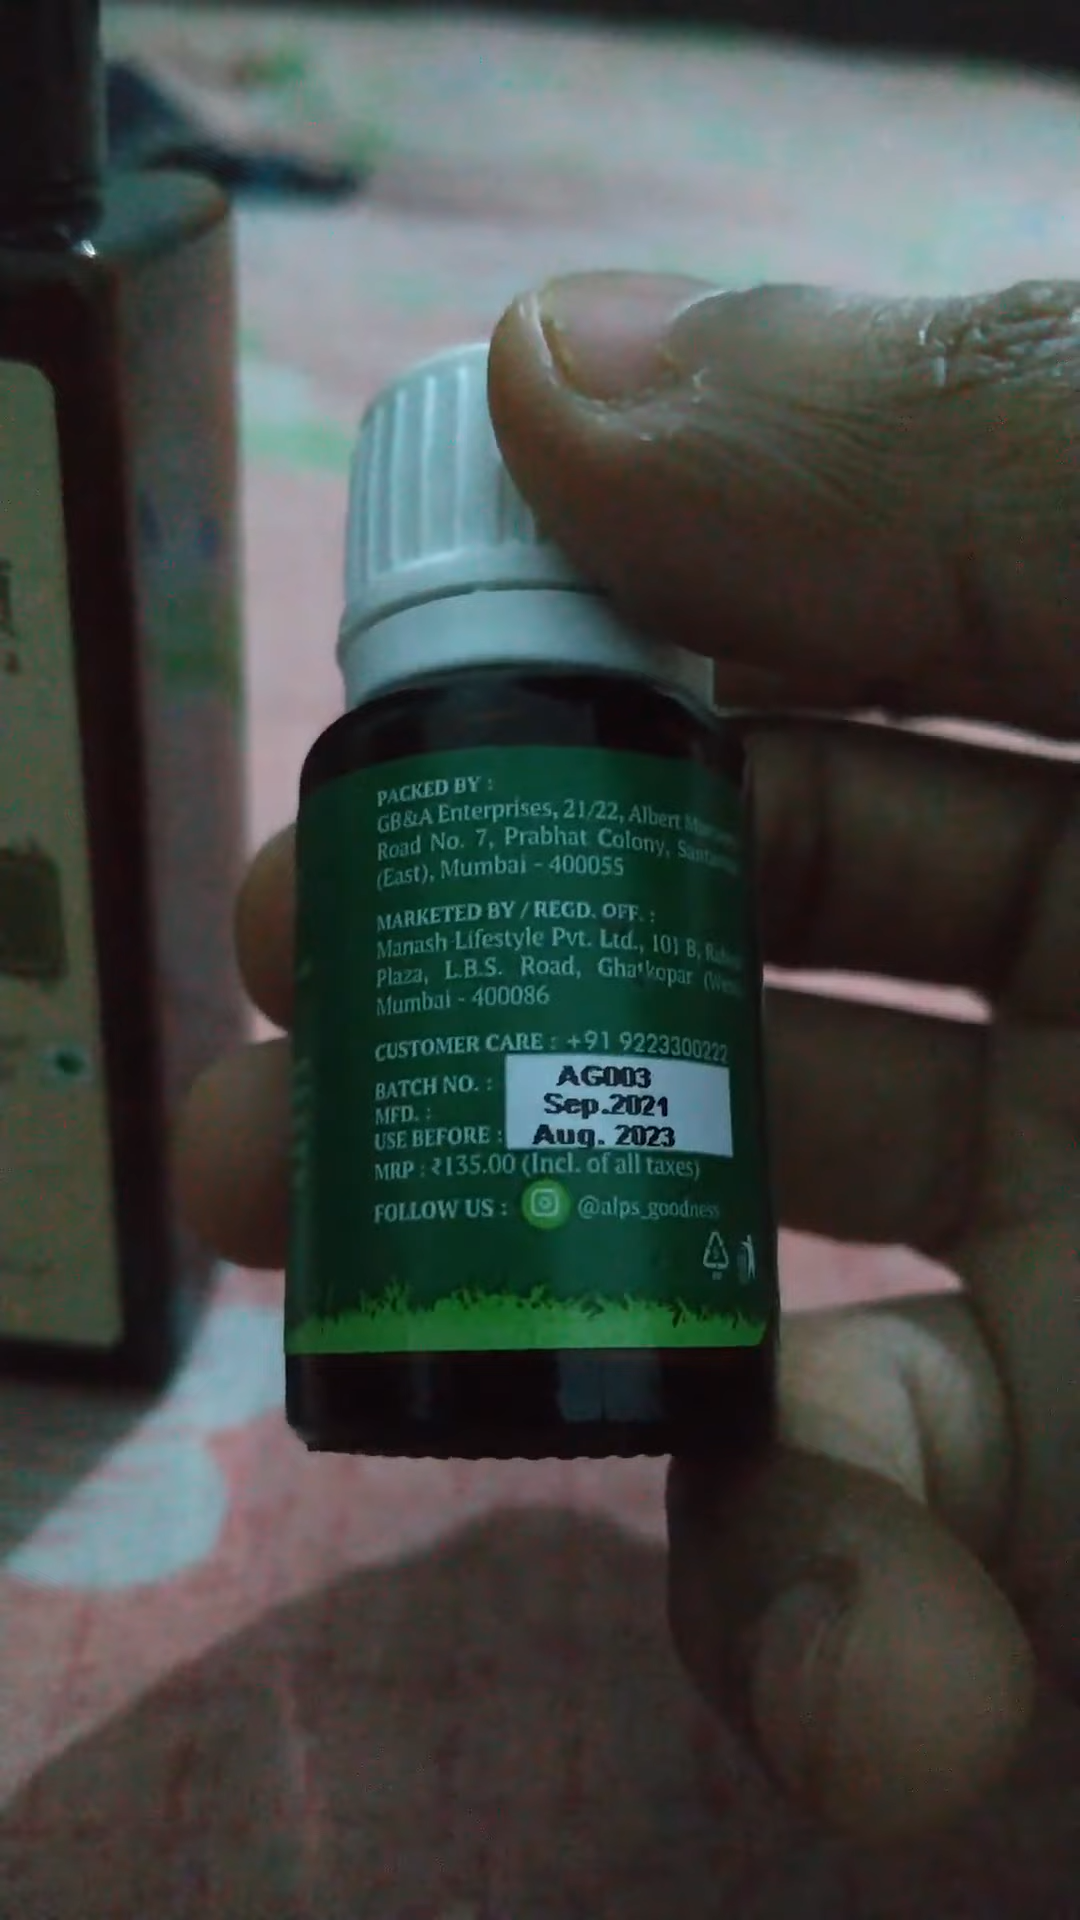 PACKED BY :
GB&A Enterprises, 21/22, Albert
Road No. 7, Prabhat Colony,
(East), Mumbai - 400055
MARKETED BY / REGD. OFF. :
Manash Lifestyle Pvt. Ltd., 101 B,
Plaza, L.B.S. Road, Ghatkopar
Mumbai - 400086
CUSTOMER CARE : +91 9223300222
BATCH NO. : AG003
MFD. : Sep.2021
USE BEFORE : Aug. 2023
MRP : ₹135.00 (Incl. of all taxes)
FOLLOW US : @alps_goodness